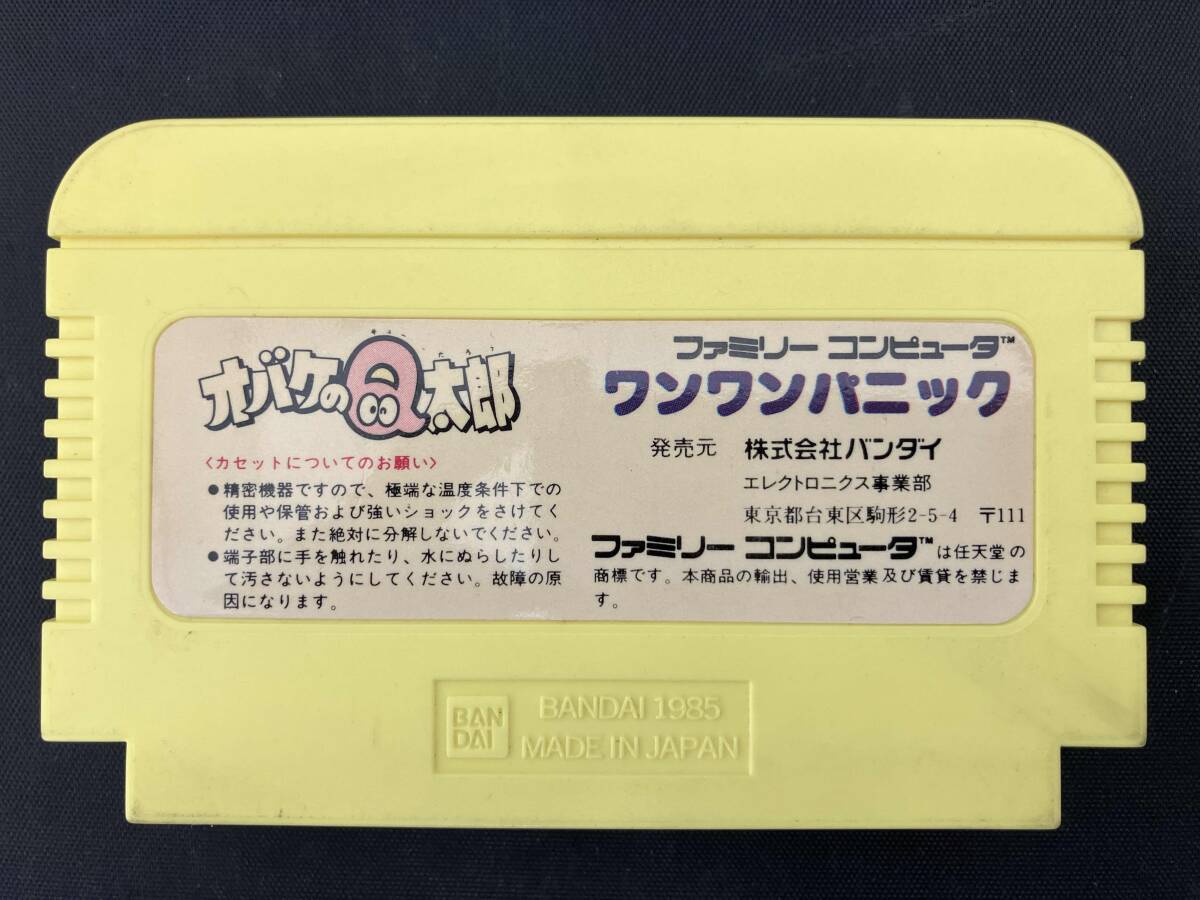 オバケのQ太郎
きゅー
たろう
<カセットについてのお願い>
●精密機器ですので、極端な温度条件下での
使用や保管および強いショックをさけてく
ださい。また絶対に分解しないでください。
●端子部に手を触れたり、水にぬらしたりし
て汚さないようにしてください。故障の原
因になります。
ファミリー コンピュータ™
ワンワンパニック
発売元 株式会社バンダイ
エレクトロニクス事業部
東京都台東区駒形2-5-4 〒111
ファミリー コンピュータ™は任天堂の
商標です。本商品の輸出、使用営業及び賃貸を禁じま
す。
BAN
DAI
BANDAI 1985
MADE IN JAPAN